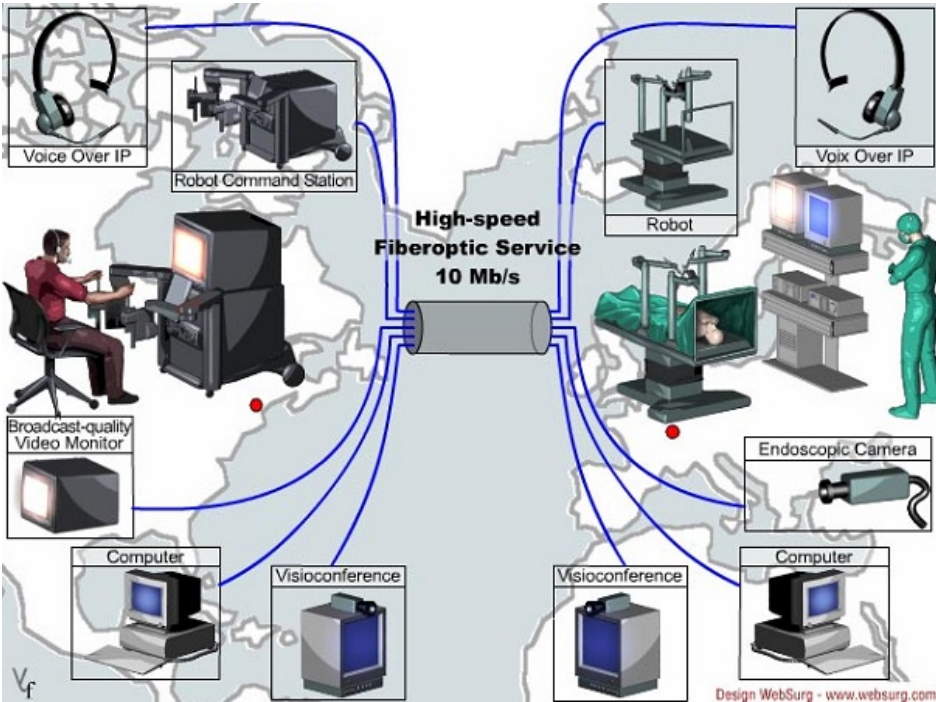 Voice Over IP
Robot Command Station
High-speed
Fiberoptic Service
10 Mb/s
Robot
Voix Over IP
Broadcast-quality
Video Monitor
Endoscopic Camera
Computer
Visioconference
Visioconference
Computer
Vf
Design WebSurg - www.websurg.com